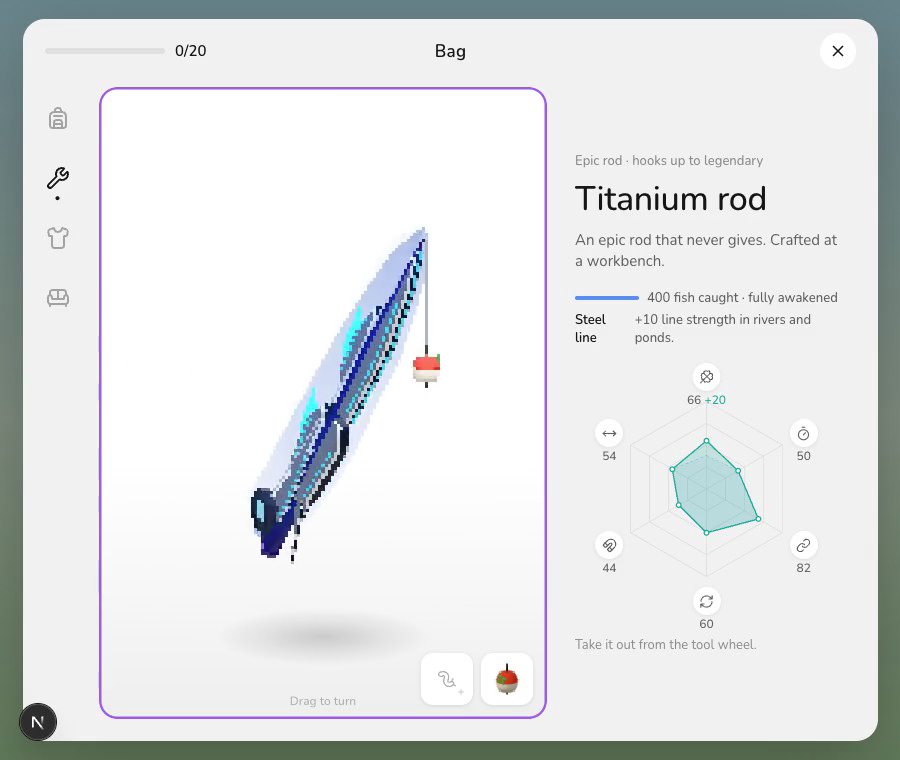 0/20
Bag
Epic rod · hooks up to legendary
Titanium rod
An epic rod that never gives. Crafted at
a workbench.
400 fish caught · fully awakened
Steel
line
+10 line strength in rivers and
ponds.
66 +20
54
50
44
82
60
Take it out from the tool wheel.
Drag to turn
N